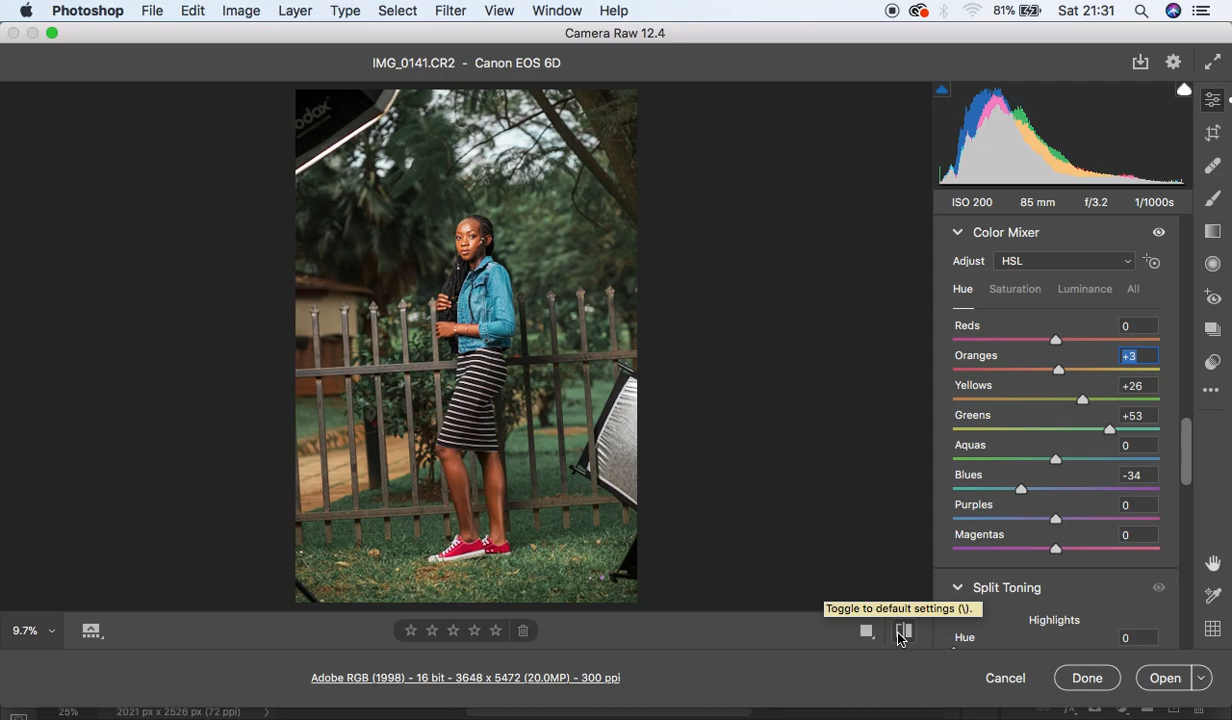 Photoshop File Edit Image Layer Type Select Filter View Window Help 81% Sat 21:31
Camera Raw 12.4
IMG_0141.CR2 - Canon EOS 6D
odox
ISO 200 85 mm f/3.2 1/1000s
Color Mixer
Adjust HSL
Hue Saturation Luminance All
Reds 0
Oranges +3
Yellows +26
Greens +53
Aquas 0
Blues -34
Purples 0
Magentas 0
Split Toning
Toggle to default settings (\).
Highlights
Hue 0
9.7%
Adobe RGB (1998) - 16 bit - 3648 x 5472 (20.0MP) - 300 ppi
Cancel Done Open
25% 2021 px x 2526 px (72 ppi)